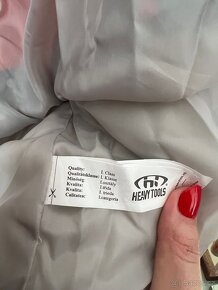 Quality: I. Class
Qualitätsklasse: I. Klasse
Minőség: I.osztály
Kvalita: I.třída
Kvalita: I. trieda
Calitatea: I.categoria
HEAVY TOOLS